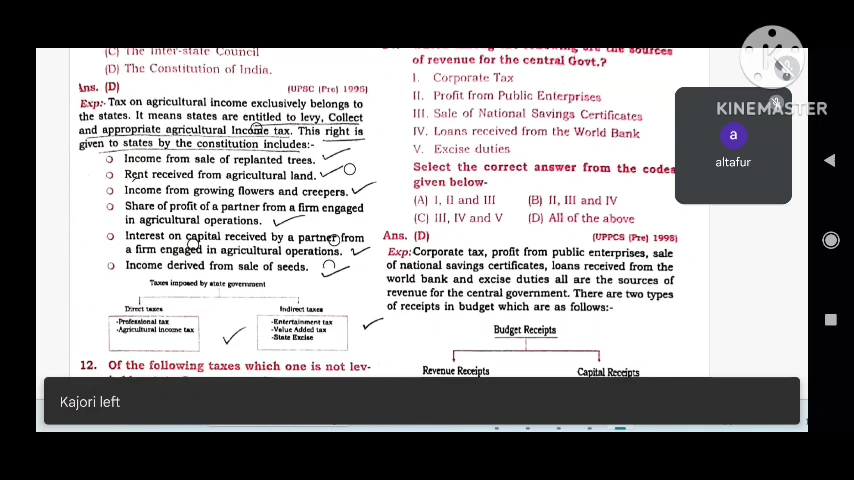 (C) The Inter-state Council
(D) The Constitution of India.
Ans. (D) (UPSC (Pre) 1995)
Exp:- Tax on agricultural income exclusively belongs to
the states. It means states are entitled to levy, Collect
and appropriate agricultural Income tax. This right is
given to states by the constitution includes:-
Income from sale of replanted trees.
Rent received from agricultural land.
Income from growing flowers and creepers.
Share of profit of a partner from a firm engaged
in agricultural operations.
Interest on capital received by a partner from
a firm engaged in agricultural operations.
Income derived from sale of seeds.
Taxes imposed by state government
Direct taxes
-Professional tax
-Agricultural income tax
Indirect taxes
-Entertainment tax
-Value Added tax
-State Excise
12. Of the following taxes which one is not lev-
are the sources
of revenue for the central Govt.?
I. Corporate Tax
II. Profit from Public Enterprises
III. Sale of National Savings Certificates
IV. Loans received from the World Bank
V. Excise duties
Select the correct answer from the codes
given below-
(A) I, II and III (B) II, III and IV
(C) III, IV and V (D) All of the above
Ans. (D) (UPPCS (Pre) 1998)
Exp: Corporate tax, profit from public enterprises, sale
of national savings certificates, loans received from the
world bank and excise duties all are the sources of
revenue for the central government. There are two types
of receipts in budget which are as follows:-
Budget Receipts
Revenue Receipts Capital Receipts
KINEMASTER
a
altafur
Kajori left